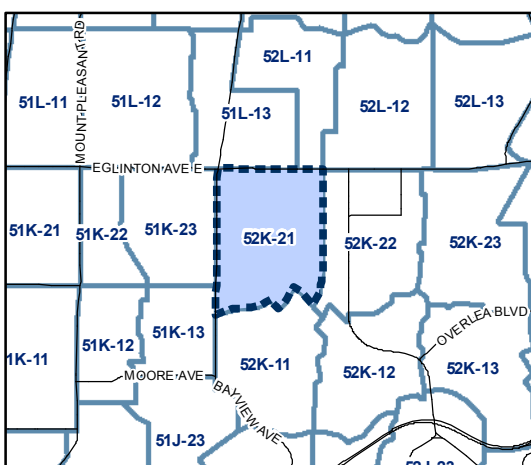 52L-11
MOUNT PLEASANT RD
51L-11
51L-12
51L-13
52L-12
52L-13
EGLINTON AVE E
51K-21
51K-22
51K-23
52K-21
52K-22
52K-23
1K-11
51K-12
51K-13
52K-11
52K-12
52K-13
OVERLEA BLVD
MOORE AVE
BAYVIEW AVE
51J-23